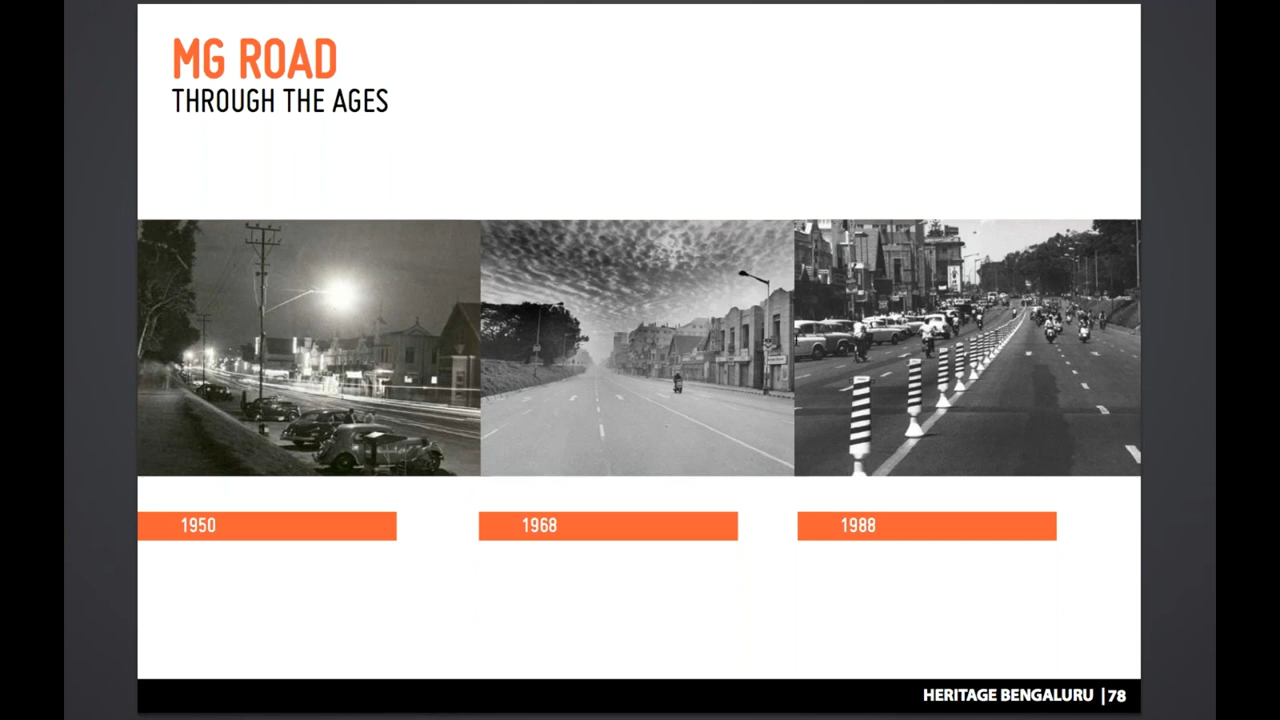 MG ROAD
THROUGH THE AGES
1950
1968
1988
HERITAGE BENGALURU | 78